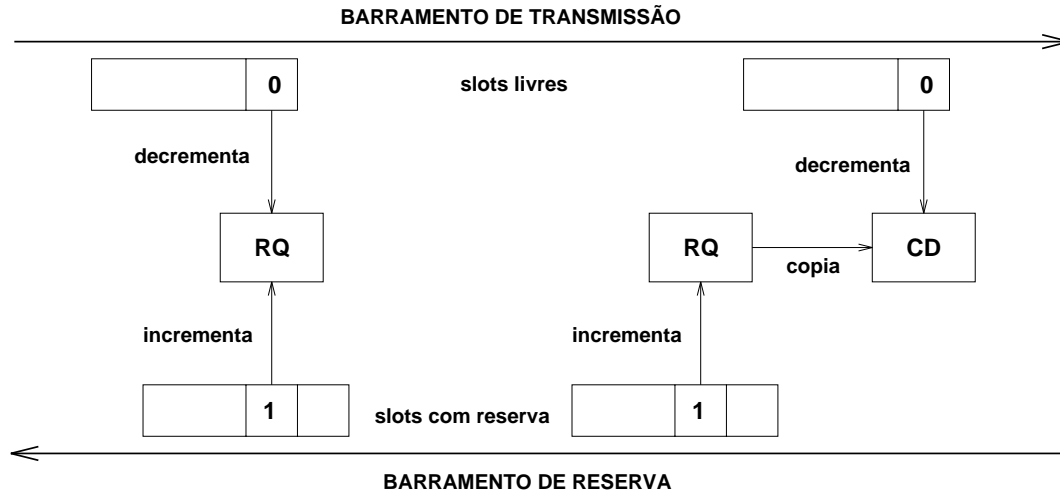 BARRAMENTO DE TRANSMISSÃO
0
slots livres
0
decrementa
decrementa
RQ
RQ
CD
copia
incrementa
incrementa
1
slots com reserva
1
BARRAMENTO DE RESERVA